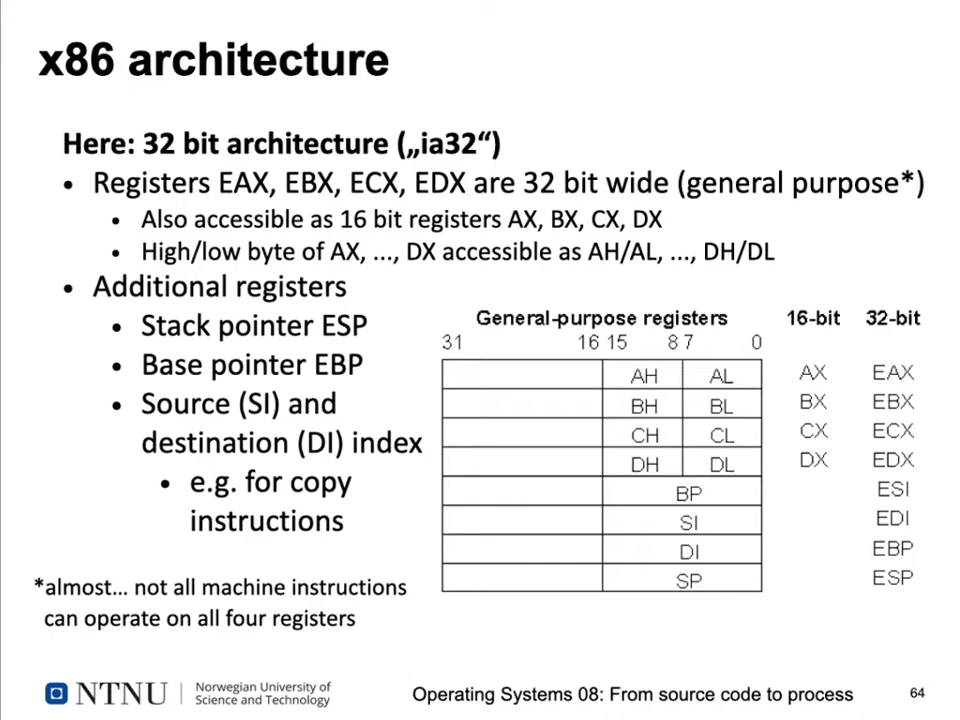 x86 architecture
Here: 32 bit architecture („ia32“)
• Registers EAX, EBX, ECX, EDX are 32 bit wide (general purpose*)
• Also accessible as 16 bit registers AX, BX, CX, DX
• High/low byte of AX, ..., DX accessible as AH/AL, ..., DH/DL
• Additional registers
• Stack pointer ESP
• Base pointer EBP
• Source (SI) and
destination (DI) index
• e.g. for copy
instructions
*almost... not all machine instructions
can operate on all four registers
General-purpose registers 16-bit 32-bit
31 16 15 8 7 0
AH AL AX EAX
BH BL BX EBX
CH CL CX ECX
DH DL DX EDX
BP ESI
SI EDI
DI EBP
SP ESP
NTNU
Norwegian University of
Science and Technology
Operating Systems 08: From source code to process
64